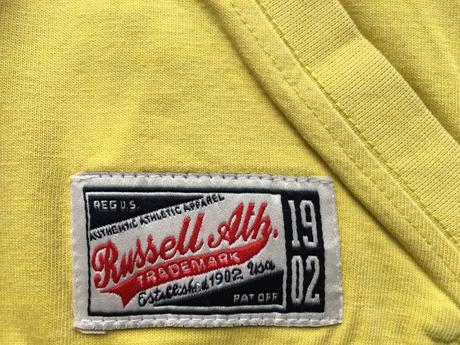 REG U.S.
AUTHENTIC ATHLETIC APPAREL
Russell Ath.
TRADEMARK
Established 1902 Usa
PAT OFF
19
02